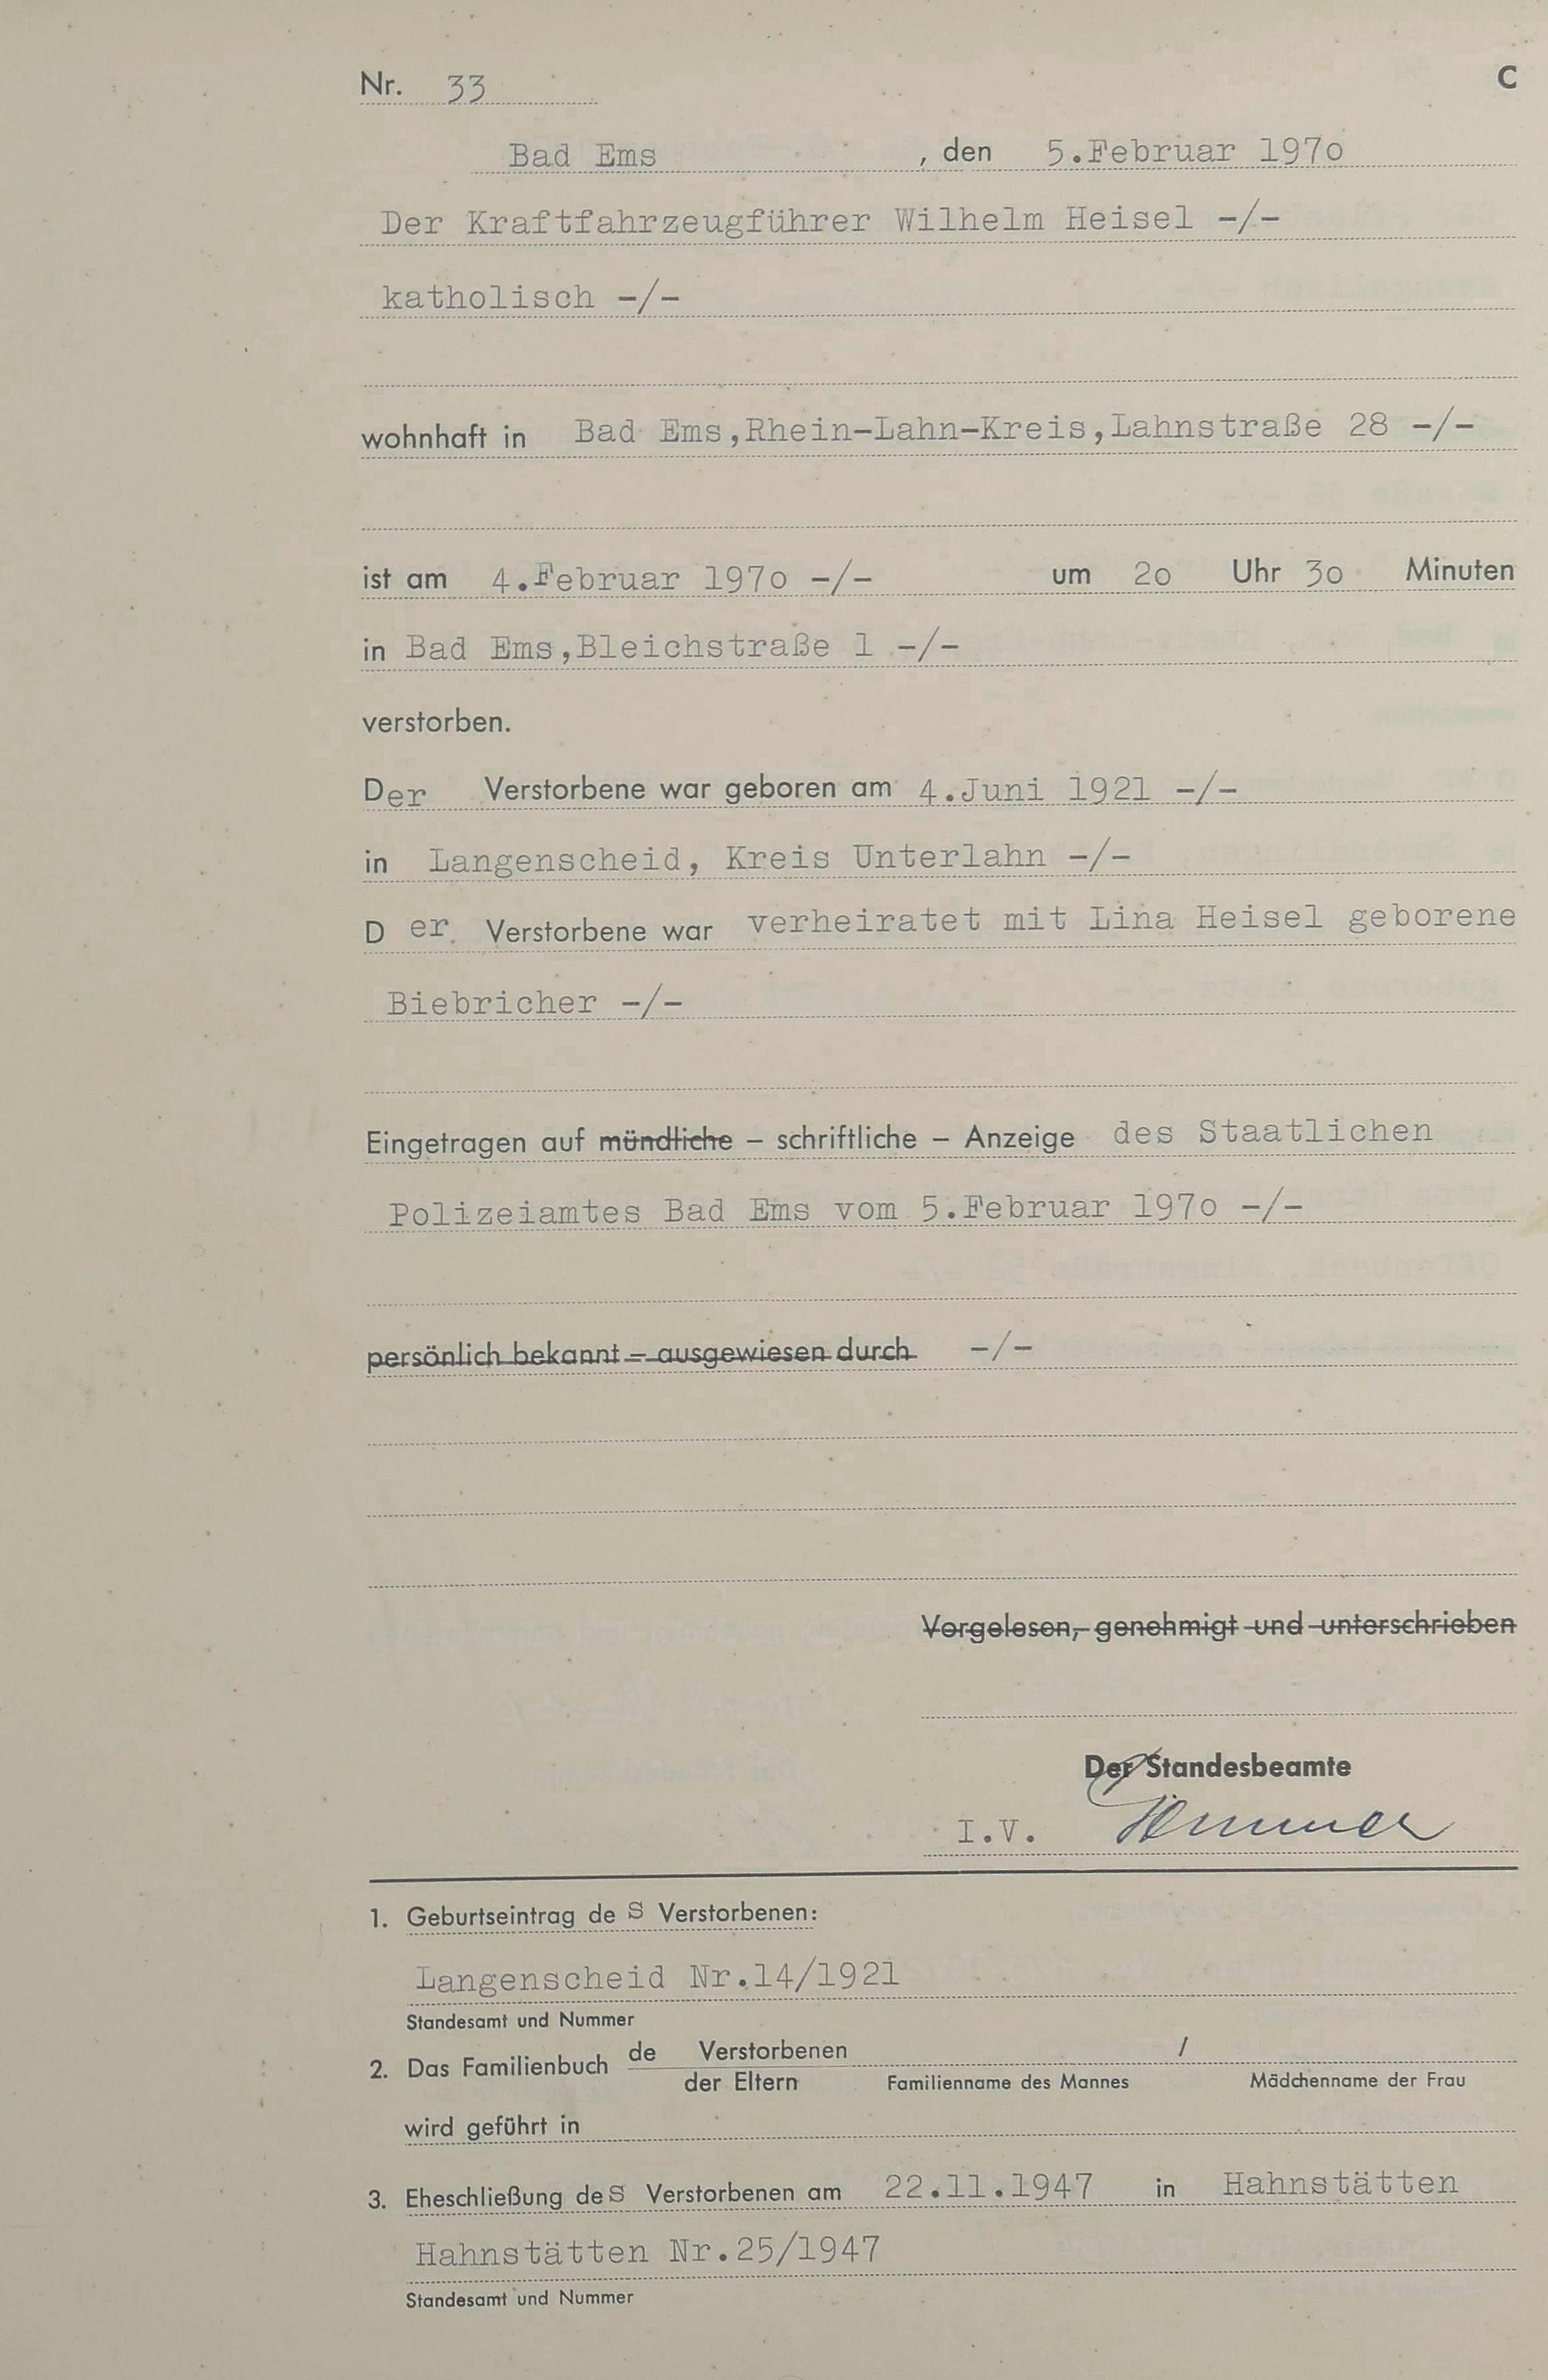 Nr. 33 C
Bad Ems , den 5.Februar 197o
Der Kraftfahrzeugführer Wilhelm Heisel -/-
katholisch -/-
wohnhaft in Bad Ems,Rhein-Lahn-Kreis,Lahnstraße 28 -/-
ist am 4.Februar 197o -/- um 2o Uhr 3o Minuten
in Bad Ems,Bleichstraße 1 -/-
verstorben.
Der Verstorbene war geboren am 4.Juni 1921 -/-
in Langenscheid, Kreis Unterlahn -/-
Der Verstorbene war verheiratet mit Lina Heisel geborene
Biebricher -/-
Eingetragen auf mündliche – schriftliche – Anzeige des Staatlichen
Polizeiamtes Bad Ems vom 5.Februar 197o -/-
persönlich bekannt – ausgewiesen durch -/-
Vorgelesen, genehmigt und unterschrieben
Der Standesbeamte
I.V.
1. Geburtseintrag des Verstorbenen:
Langenscheid Nr.14/1921
Standesamt und Nummer
2. Das Familienbuch de Verstorbenen /
der Eltern Familienname des Mannes Mädchenname der Frau
wird geführt in
3. Eheschließung des Verstorbenen am 22.11.1947 in Hahnstätten
Hahnstätten Nr.25/1947
Standesamt und Nummer